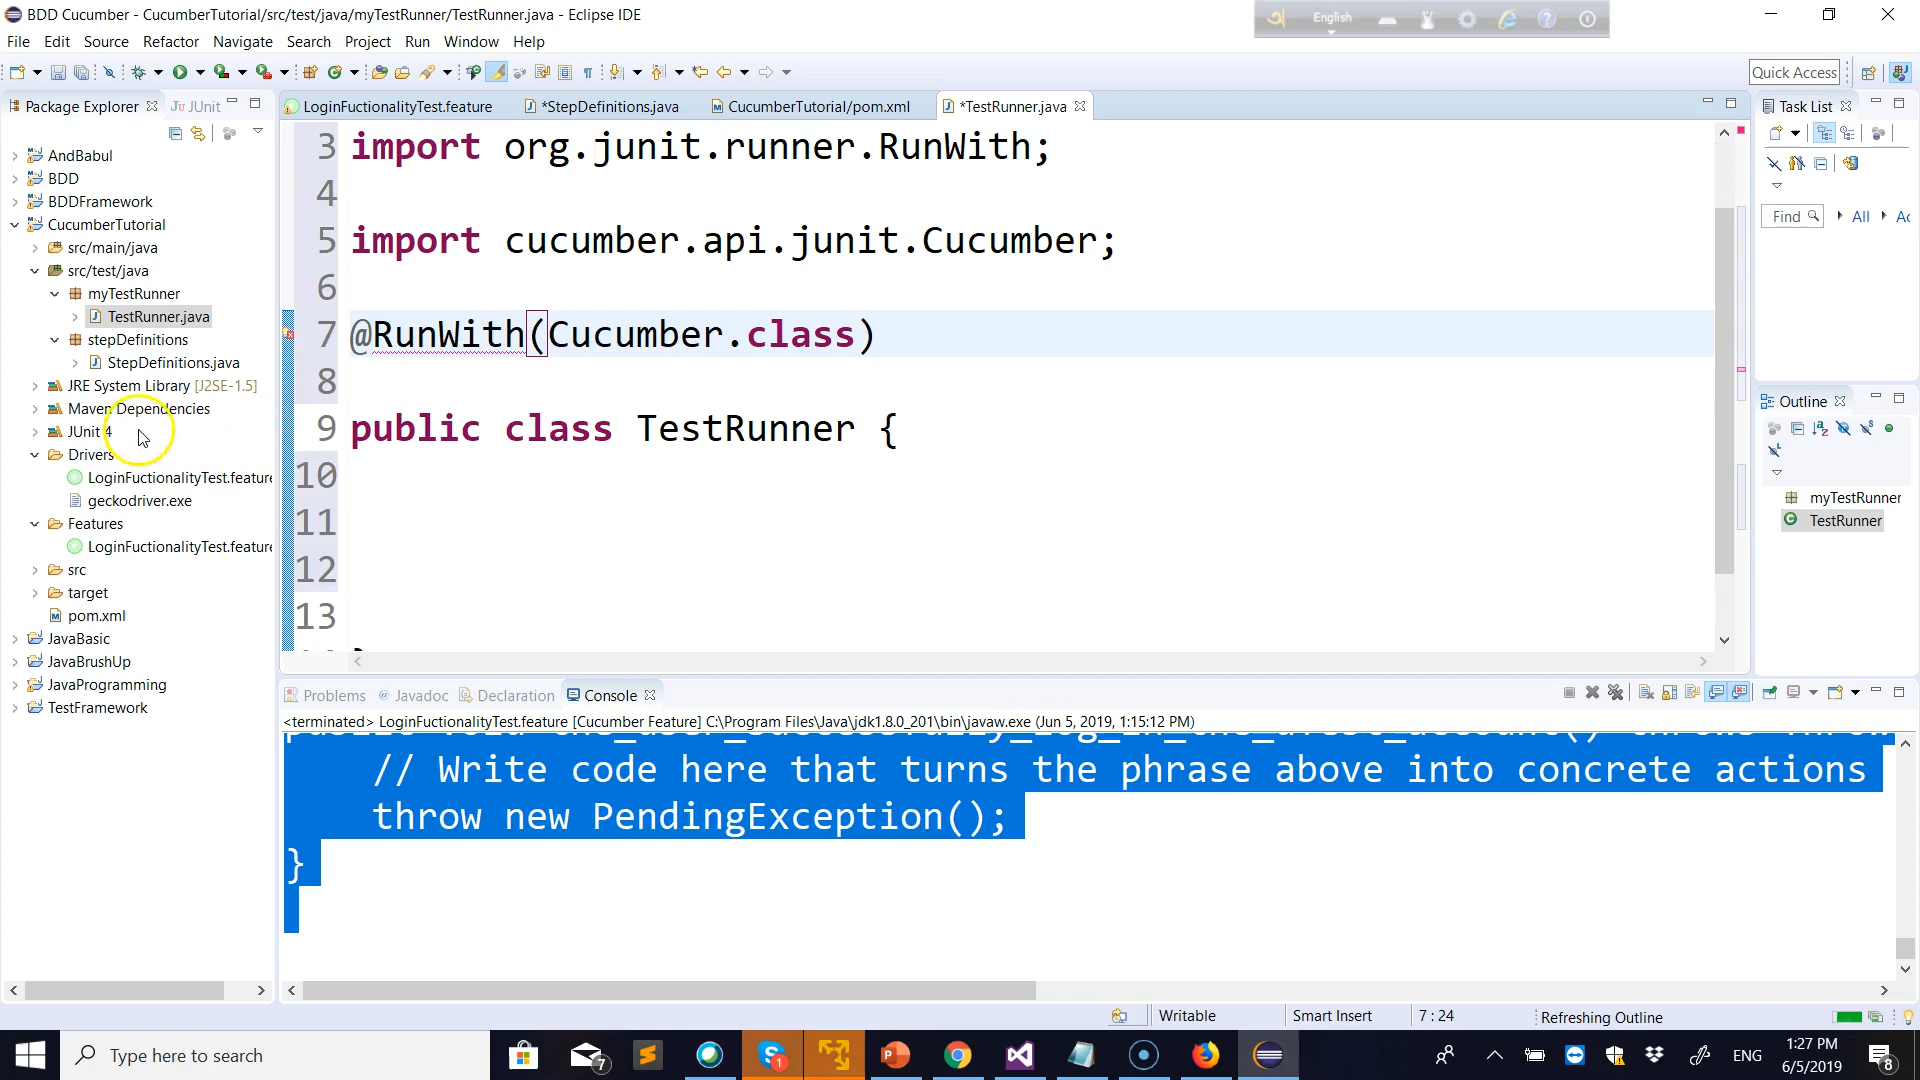 BDD Cucumber - CucumberTutorial/src/test/java/myTestRunner/TestRunner.java - Eclipse IDE
English
File Edit Source Refactor Navigate Search Project Run Window Help
Quick Access
Package Explorer
JUnit
AndBabul
BDD
BDDFramework
CucumberTutorial
src/main/java
src/test/java
myTestRunner
TestRunner.java
stepDefinitions
StepDefinitions.java
JRE System Library [J2SE-1.5]
Maven Dependencies
JUnit 4
Drivers
LoginFuctionalityTest.feature
geckodriver.exe
Features
LoginFuctionalityTest.feature
src
target
pom.xml
JavaBasic
JavaBrushUp
JavaProgramming
TestFramework
LoginFuctionalityTest.feature *StepDefinitions.java CucumberTutorial/pom.xml *TestRunner.java
3 import org.junit.runner.RunWith;
4
5 import cucumber.api.junit.Cucumber;
6
7 @RunWith(Cucumber.class)
8
9 public class TestRunner {
10
11
12
13
Task List
Find All
Outline
myTestRunner
TestRunner
Problems @ Javadoc Declaration Console
<terminated> LoginFuctionalityTest.feature [Cucumber Feature] C:\Program Files\Java\jdk1.8.0_201\bin\javaw.exe (Jun 5, 2019, 1:15:12 PM)
// Write code here that turns the phrase above into concrete actions
throw new PendingException();
}
Writable Smart Insert 7 : 24 Refreshing Outline
Type here to search
7
1
ENG
1:27 PM
6/5/2019
8